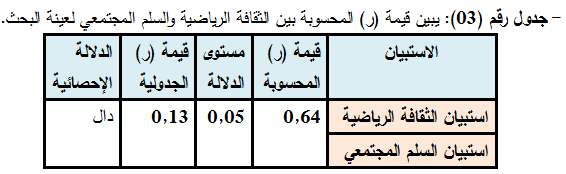 - جدول رقم (03): يبين قيمة (ر) المحسوبة بين الثقافة الرياضية والسلم المجتمعي لعينة البحث.
الاستبيان قيمة (ر) المحسوبة مستوى الدلالة قيمة (ر) الجدولية الدلالة الإحصائية
استبيان الثقافة الرياضية 0,64 0,05 0,13 دال
استبيان السلم المجتمعي